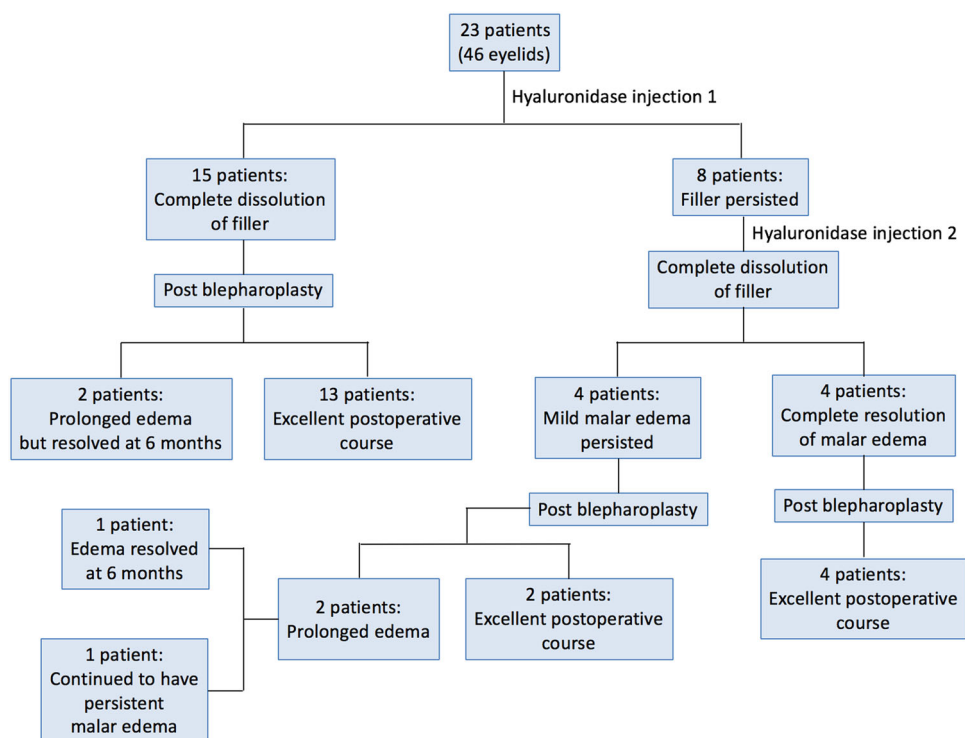 23 patients
(46 eyelids)
Hyaluronidase injection 1
15 patients:
Complete dissolution
of filler
8 patients:
Filler persisted
Hyaluronidase injection 2
Post blepharoplasty
Complete dissolution
of filler
2 patients:
Prolonged edema
but resolved at 6 months
13 patients:
Excellent postoperative
course
4 patients:
Mild malar edema
persisted
4 patients:
Complete resolution
of malar edema
Post blepharoplasty
Post blepharoplasty
1 patient:
Edema resolved
at 6 months
2 patients:
Prolonged edema
2 patients:
Excellent postoperative
course
4 patients:
Excellent postoperative
course
1 patient:
Continued to have
persistent
malar edema